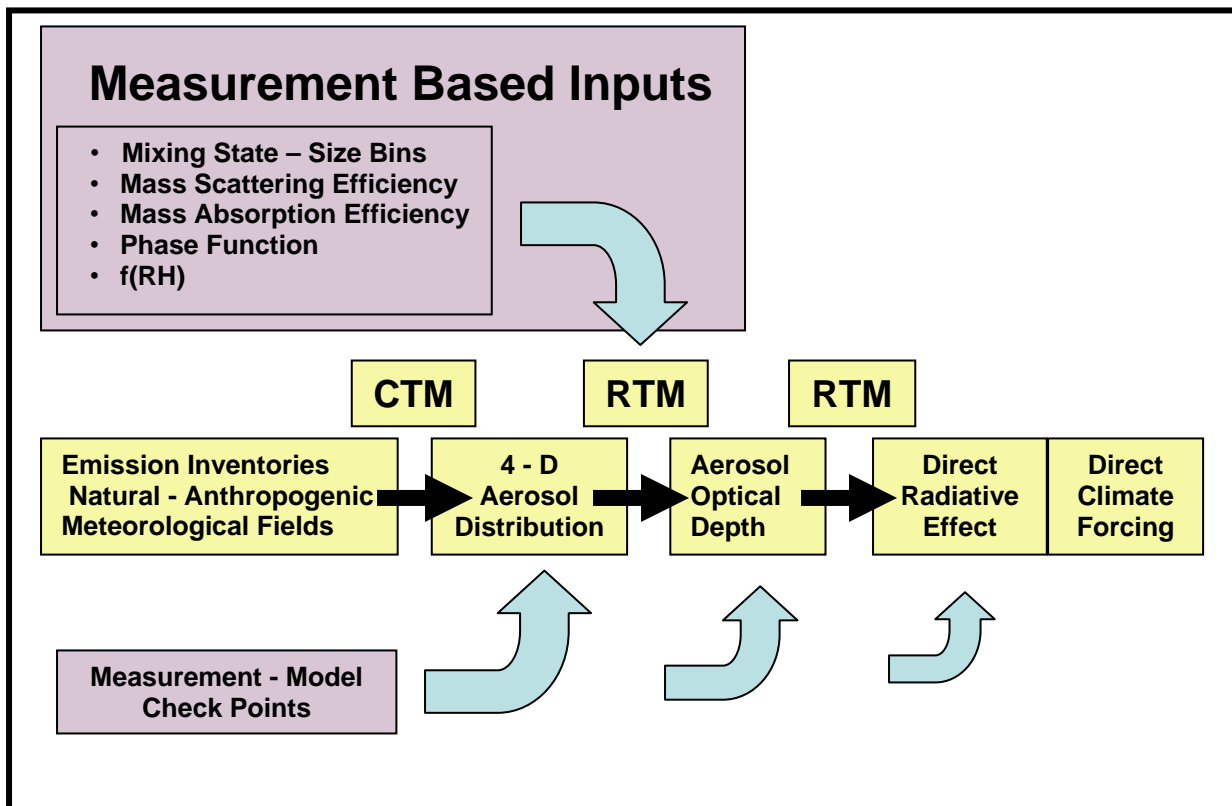 Measurement Based Inputs
• Mixing State – Size Bins
• Mass Scattering Efficiency
• Mass Absorption Efficiency
• Phase Function
• f(RH)
CTM
RTM
RTM
Emission Inventories
Natural - Anthropogenic
Meteorological Fields
4 - D
Aerosol
Distribution
Aerosol
Optical
Depth
Direct
Radiative
Effect
Direct
Climate
Forcing
Measurement - Model
Check Points